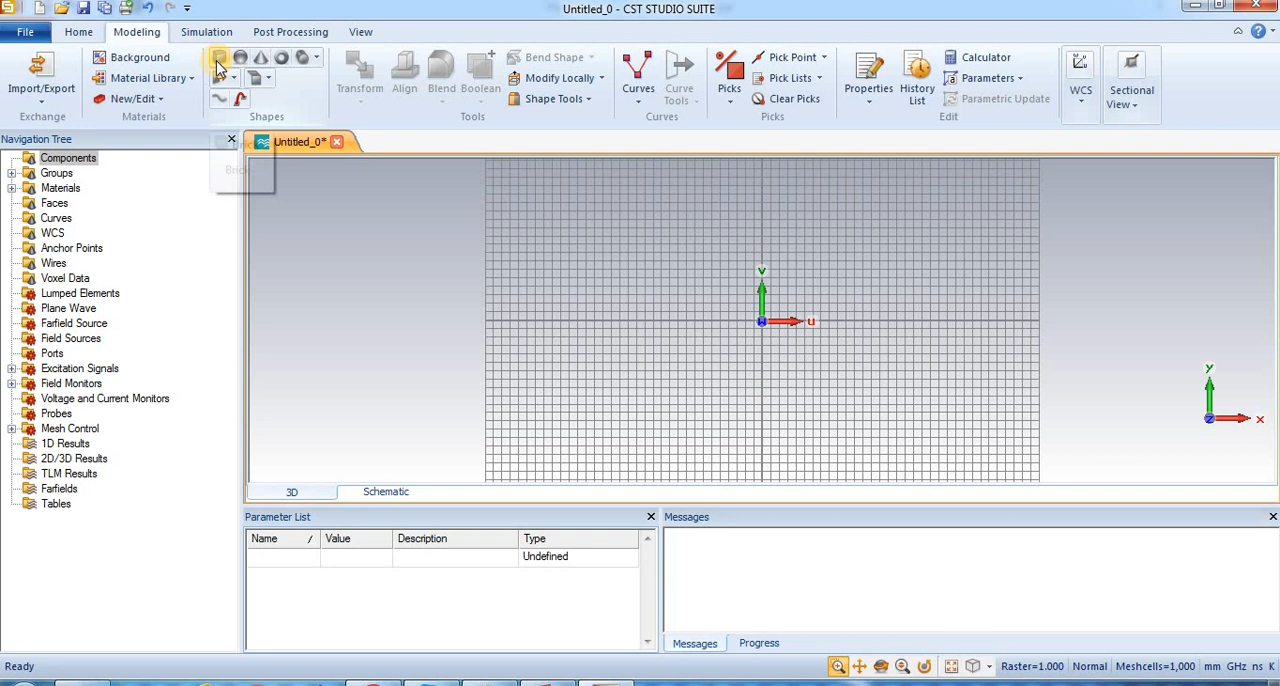 Untitled_0 - CST STUDIO SUITE
File Home Modeling Simulation Post Processing View
Import/Export
Exchange
Background
Material Library
New/Edit
Materials
Shapes
Transform Align Blend Boolean
Bend Shape
Modify Locally
Shape Tools
Tools
Curves Curve Tools
Curves
Picks
Pick Point
Pick Lists
Clear Picks
Picks
Properties History List
Calculator
Parameters
Parametric Update
Edit
WCS
Sectional View
Navigation Tree
Untitled_0*
Components
Groups
Materials
Faces
Curves
WCS
Anchor Points
Wires
Voxel Data
Lumped Elements
Plane Wave
Farfield Source
Field Sources
Ports
Excitation Signals
Field Monitors
Voltage and Current Monitors
Probes
Mesh Control
1D Results
2D/3D Results
TLM Results
Farfields
Tables
v
u
w
y
x
z
3D Schematic
Parameter List
Name / Value Description Type
Undefined
Messages
Messages Progress
Ready
Raster=1.000 Normal Meshcells=1,000 mm GHz ns K